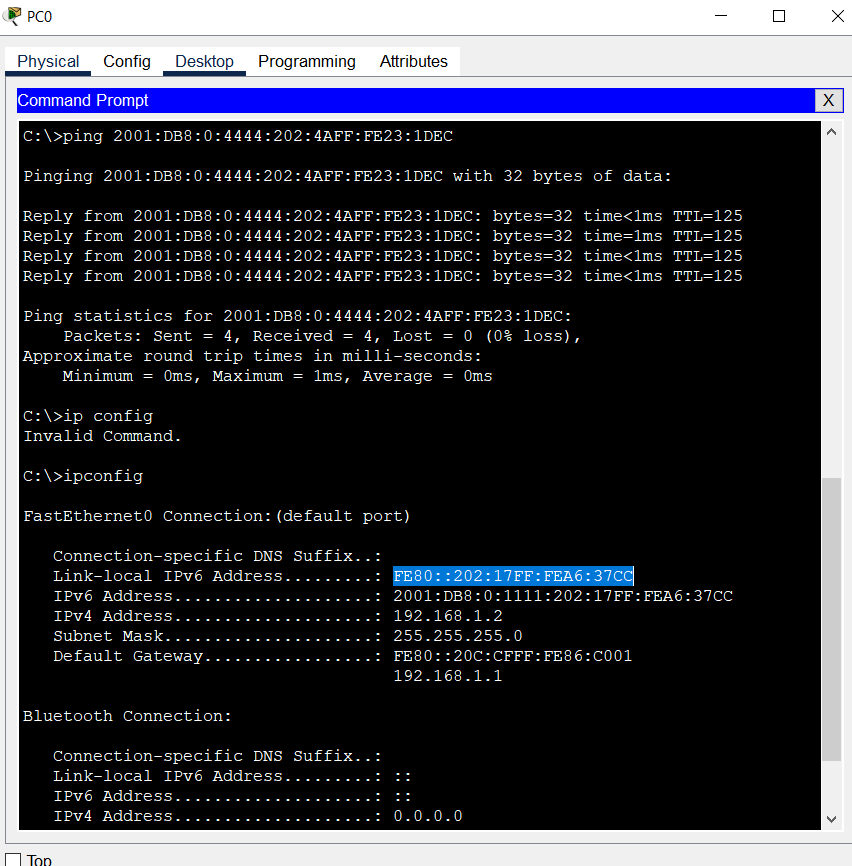 PC0
Physical Config Desktop Programming Attributes
Command Prompt
X
C:\>ping 2001:DB8:0:4444:202:4AFF:FE23:1DEC
Pinging 2001:DB8:0:4444:202:4AFF:FE23:1DEC with 32 bytes of data:
Reply from 2001:DB8:0:4444:202:4AFF:FE23:1DEC: bytes=32 time<1ms TTL=125
Reply from 2001:DB8:0:4444:202:4AFF:FE23:1DEC: bytes=32 time=1ms TTL=125
Reply from 2001:DB8:0:4444:202:4AFF:FE23:1DEC: bytes=32 time<1ms TTL=125
Reply from 2001:DB8:0:4444:202:4AFF:FE23:1DEC: bytes=32 time<1ms TTL=125
Ping statistics for 2001:DB8:0:4444:202:4AFF:FE23:1DEC:
Packets: Sent = 4, Received = 4, Lost = 0 (0% loss),
Approximate round trip times in milli-seconds:
Minimum = 0ms, Maximum = 1ms, Average = 0ms
C:\>ip config
Invalid Command.
C:\>ipconfig
FastEthernet0 Connection:(default port)
Connection-specific DNS Suffix..:
Link-local IPv6 Address.........: FE80::202:17FF:FEA6:37CC
IPv6 Address....................: 2001:DB8:0:1111:202:17FF:FEA6:37CC
IPv4 Address....................: 192.168.1.2
Subnet Mask.....................: 255.255.255.0
Default Gateway.................: FE80::20C:CFFF:FE86:C001
192.168.1.1
Bluetooth Connection:
Connection-specific DNS Suffix..:
Link-local IPv6 Address.........: ::
IPv6 Address....................: ::
IPv4 Address....................: 0.0.0.0
Top